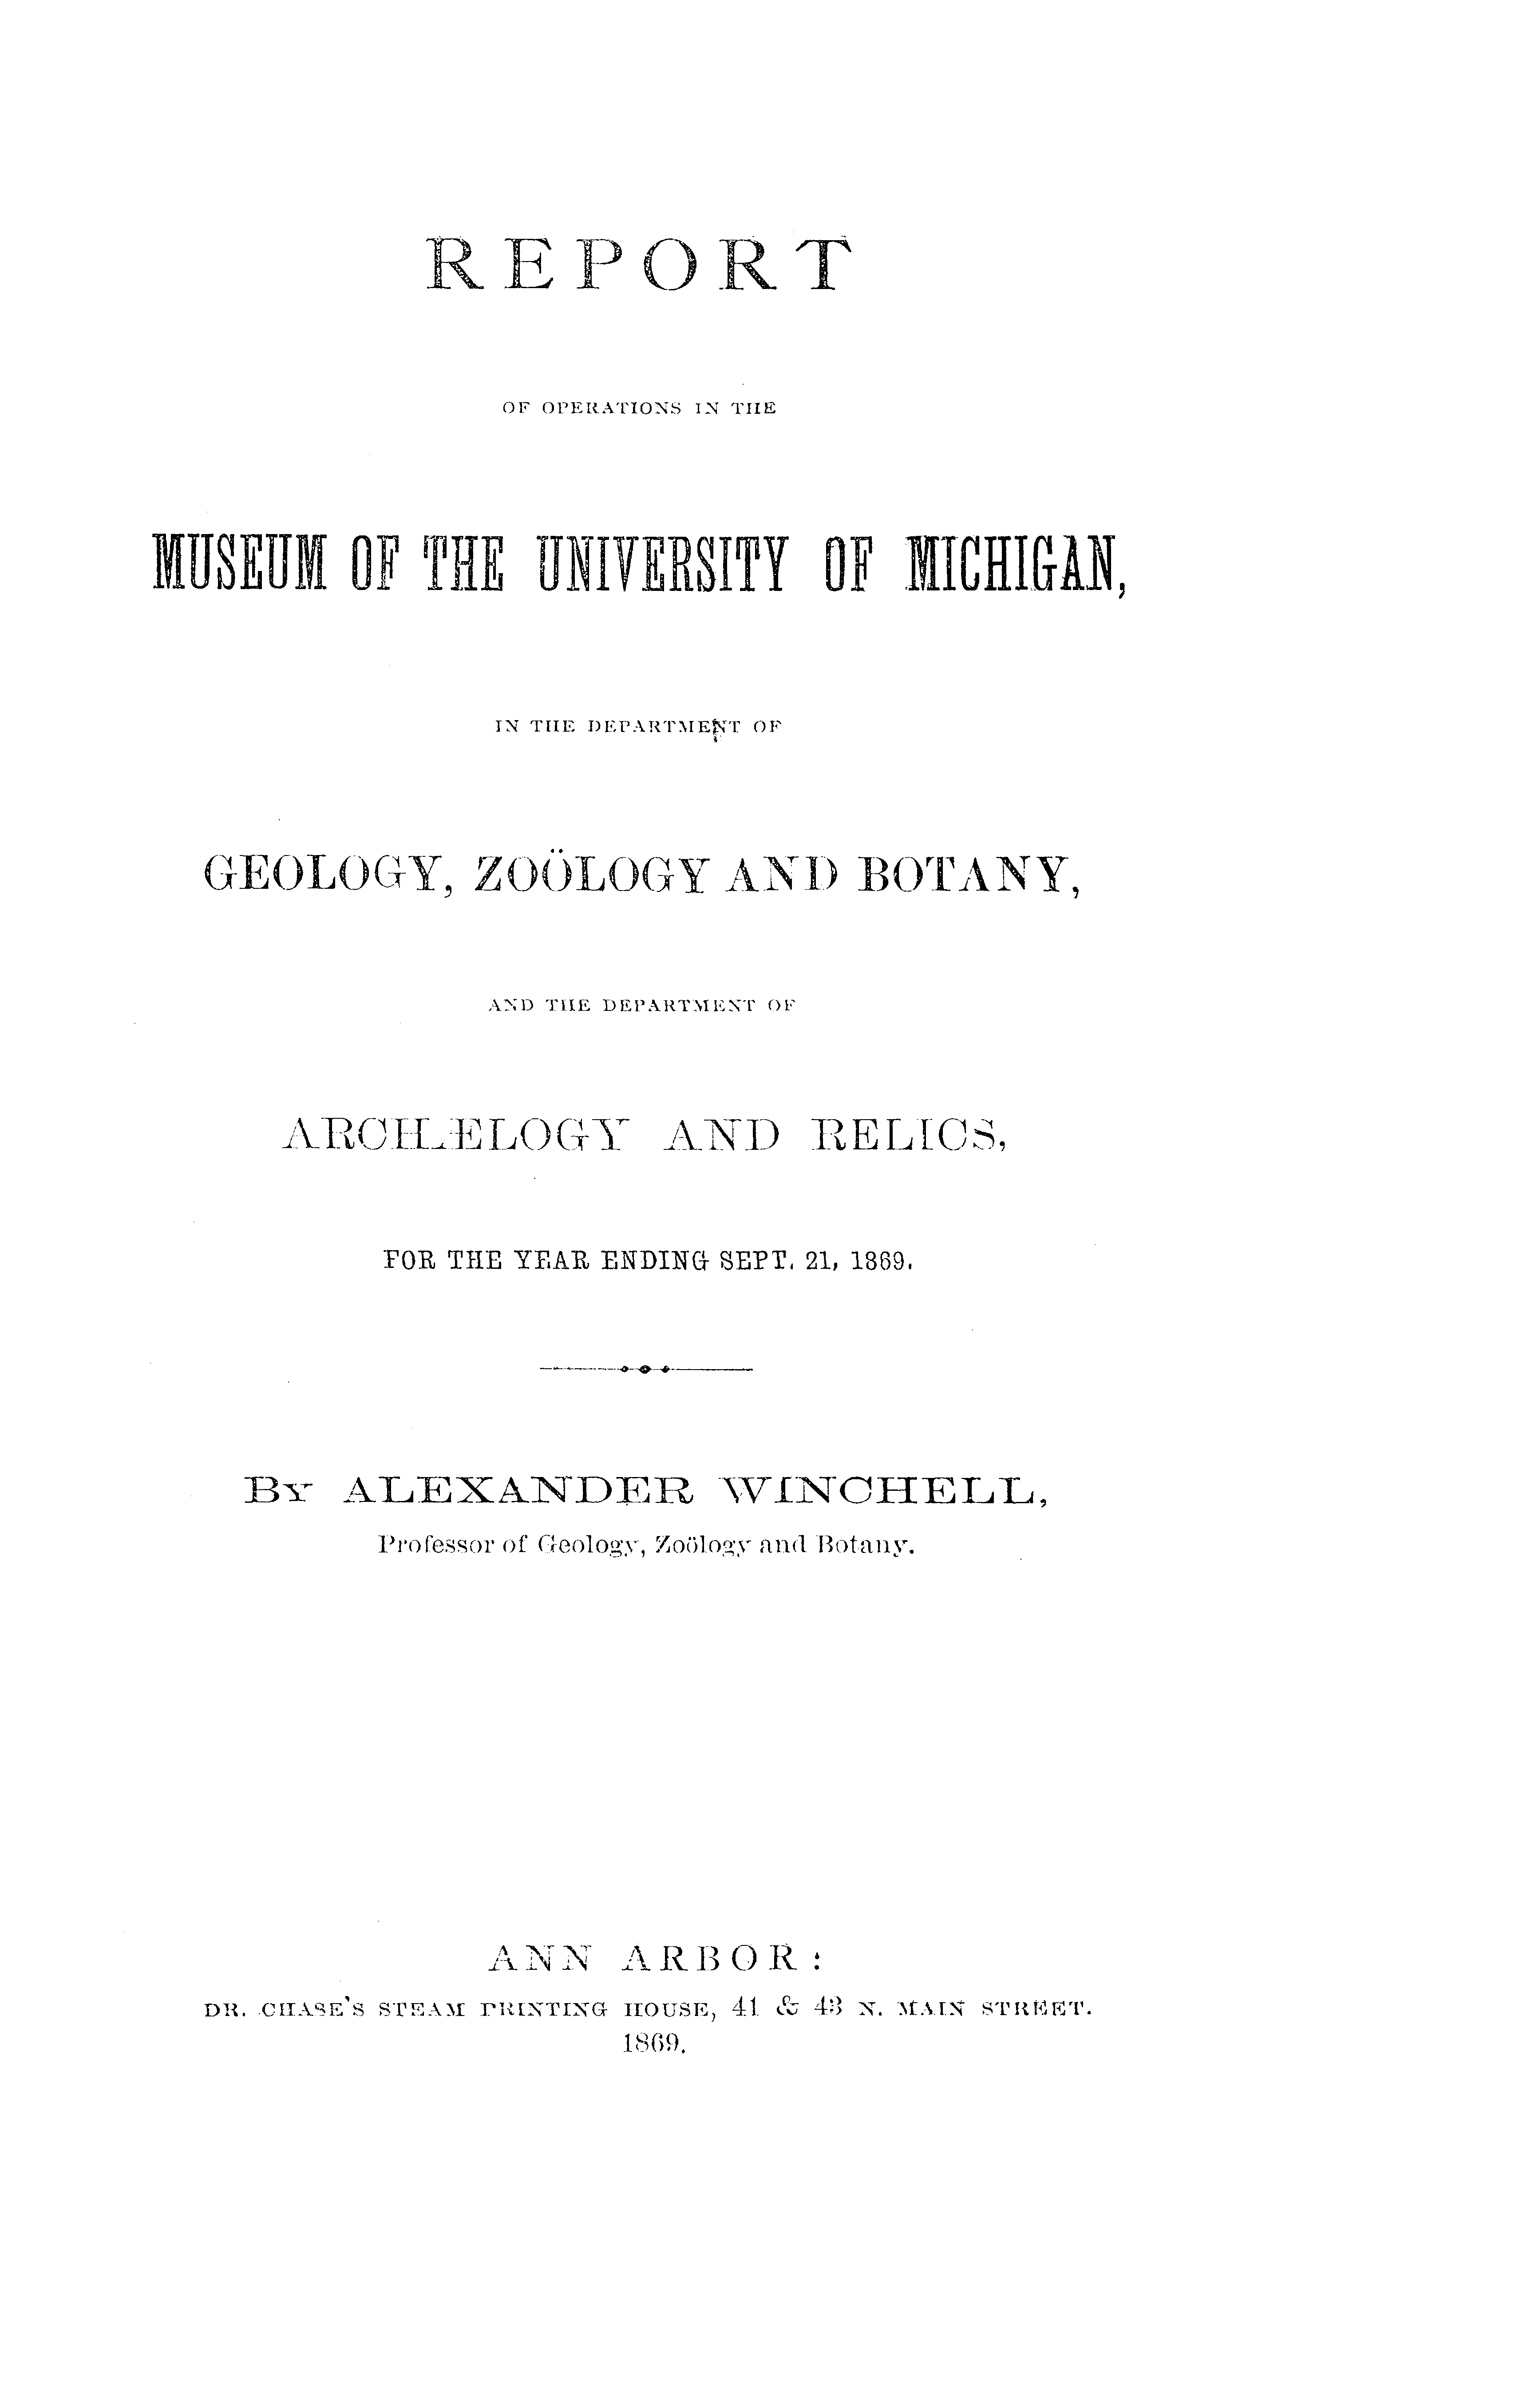 REPORT
OF OPERATIONS IN THE
MUSEUM OF THE UNIVERSITY OF MICHIGAN,
IN THE DEPARTMENT OF
GEOLOGY, ZOÖLOGY AND BOTANY,
AND THE DEPARTMENT OF
ARCHÆLOGY AND RELICS,
FOR THE YEAR ENDING SEPT. 21, 1869.
BY ALEXANDER WINCHELL,
Professor of Geology, Zoölogy and Botany.
ANN ARBOR:
DR. CHASE'S STEAM PRINTING HOUSE, 41 & 43 N. MAIN STREET.
1869.